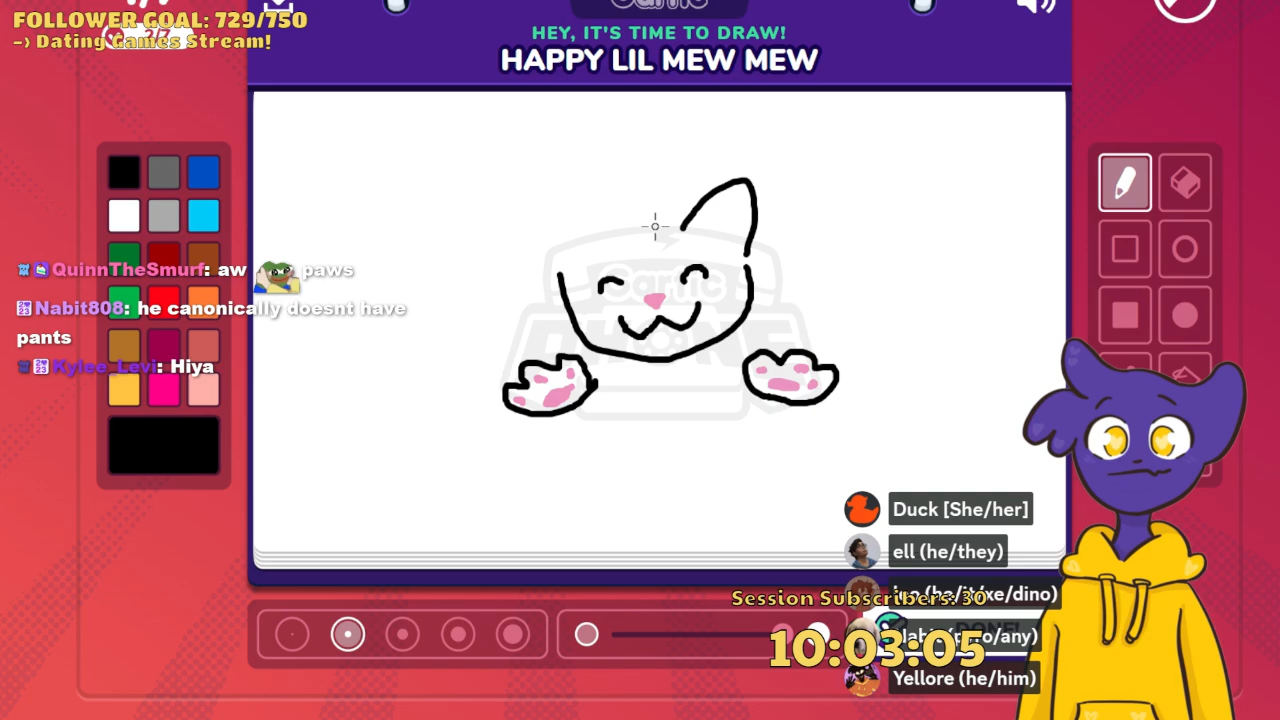 FOLLOWER GOAL: 729/750
-> Dating Games Stream!
HEY, IT'S TIME TO DRAW!
HAPPY LIL MEW MEW
Gartic
QuinnTheSmurf: aw paws
Nabit808: he canonically doesnt have
pants
Kylee_Levi: Hiya
Duck [She/her]
ell (he/they)
Session Subscribers: 30
10:03:05
Yellore (he/him)